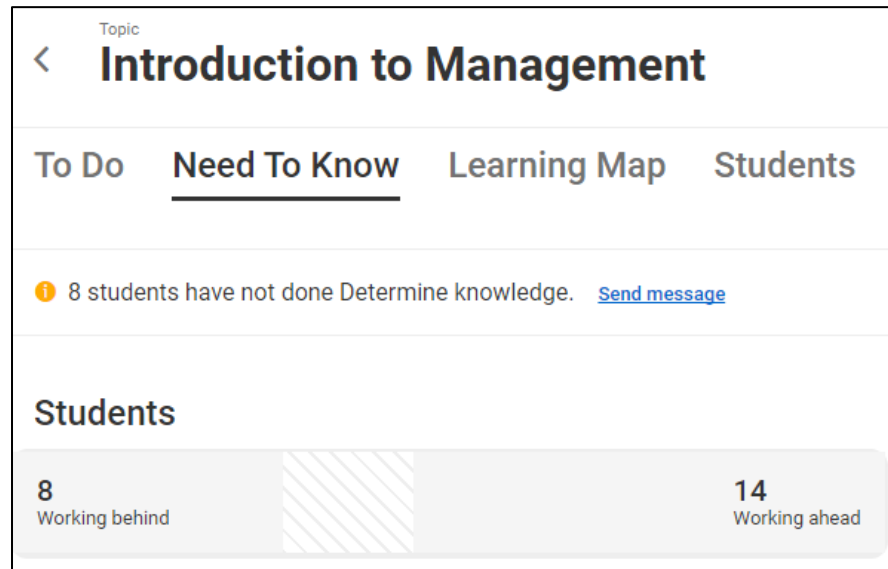 Topic
Introduction to Management
To Do Need To Know Learning Map Students
8 students have not done Determine knowledge. Send message
Students
8 14
Working behind Working ahead